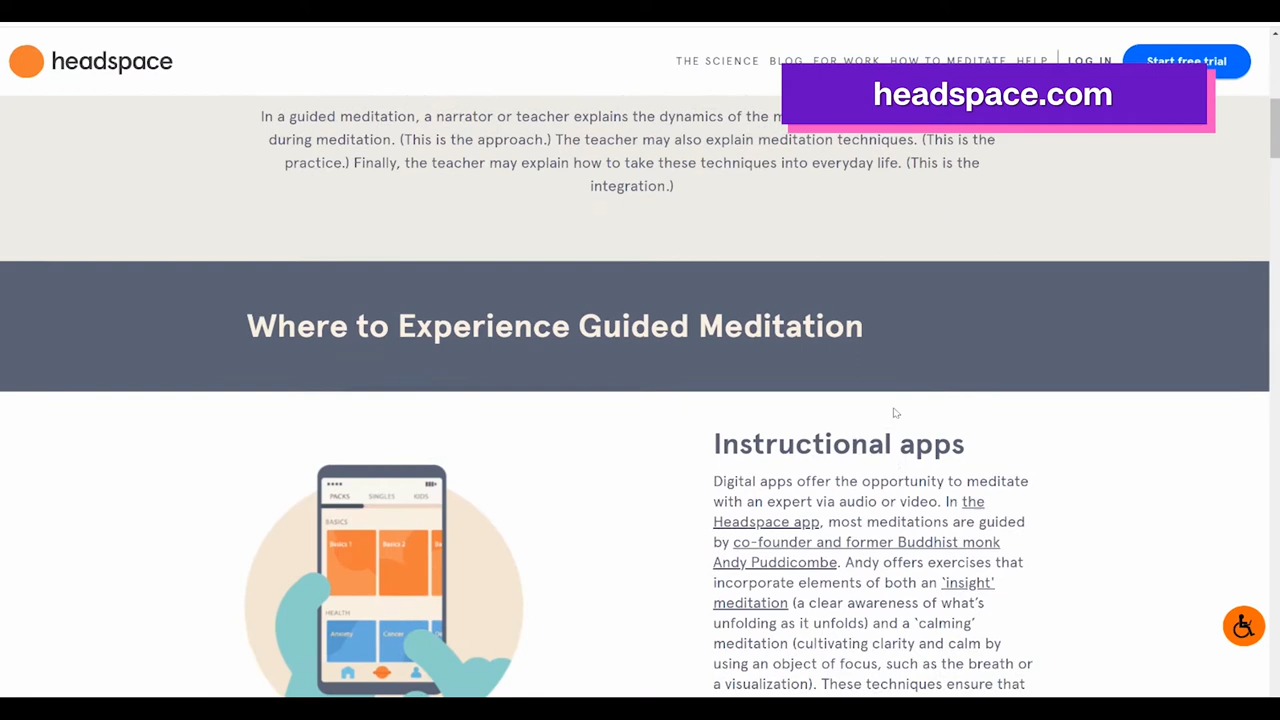 headspace
THE SCIENCE BLOG FOR WORK HOW TO MEDITATE HELP LOG IN Start free trial
headspace.com
In a guided meditation, a narrator or teacher explains the dynamics of the
during meditation. (This is the approach.) The teacher may also explain meditation techniques. (This is the
practice.) Finally, the teacher may explain how to take these techniques into everyday life. (This is the
integration.)
Where to Experience Guided Meditation
Instructional apps
Digital apps offer the opportunity to meditate
with an expert via audio or video. In the
Headspace app, most meditations are guided
by co-founder and former Buddhist monk
Andy Puddicombe. Andy offers exercises that
incorporate elements of both an `insight'
meditation (a clear awareness of what's
unfolding as it unfolds) and a `calming'
meditation (cultivating clarity and calm by
using an object of focus, such as the breath or
a visualization). These techniques ensure that
PACKS SINGLES KIDS
BASICS
Basics 1 Basics 2
HEALTH
Anxiety Cancer